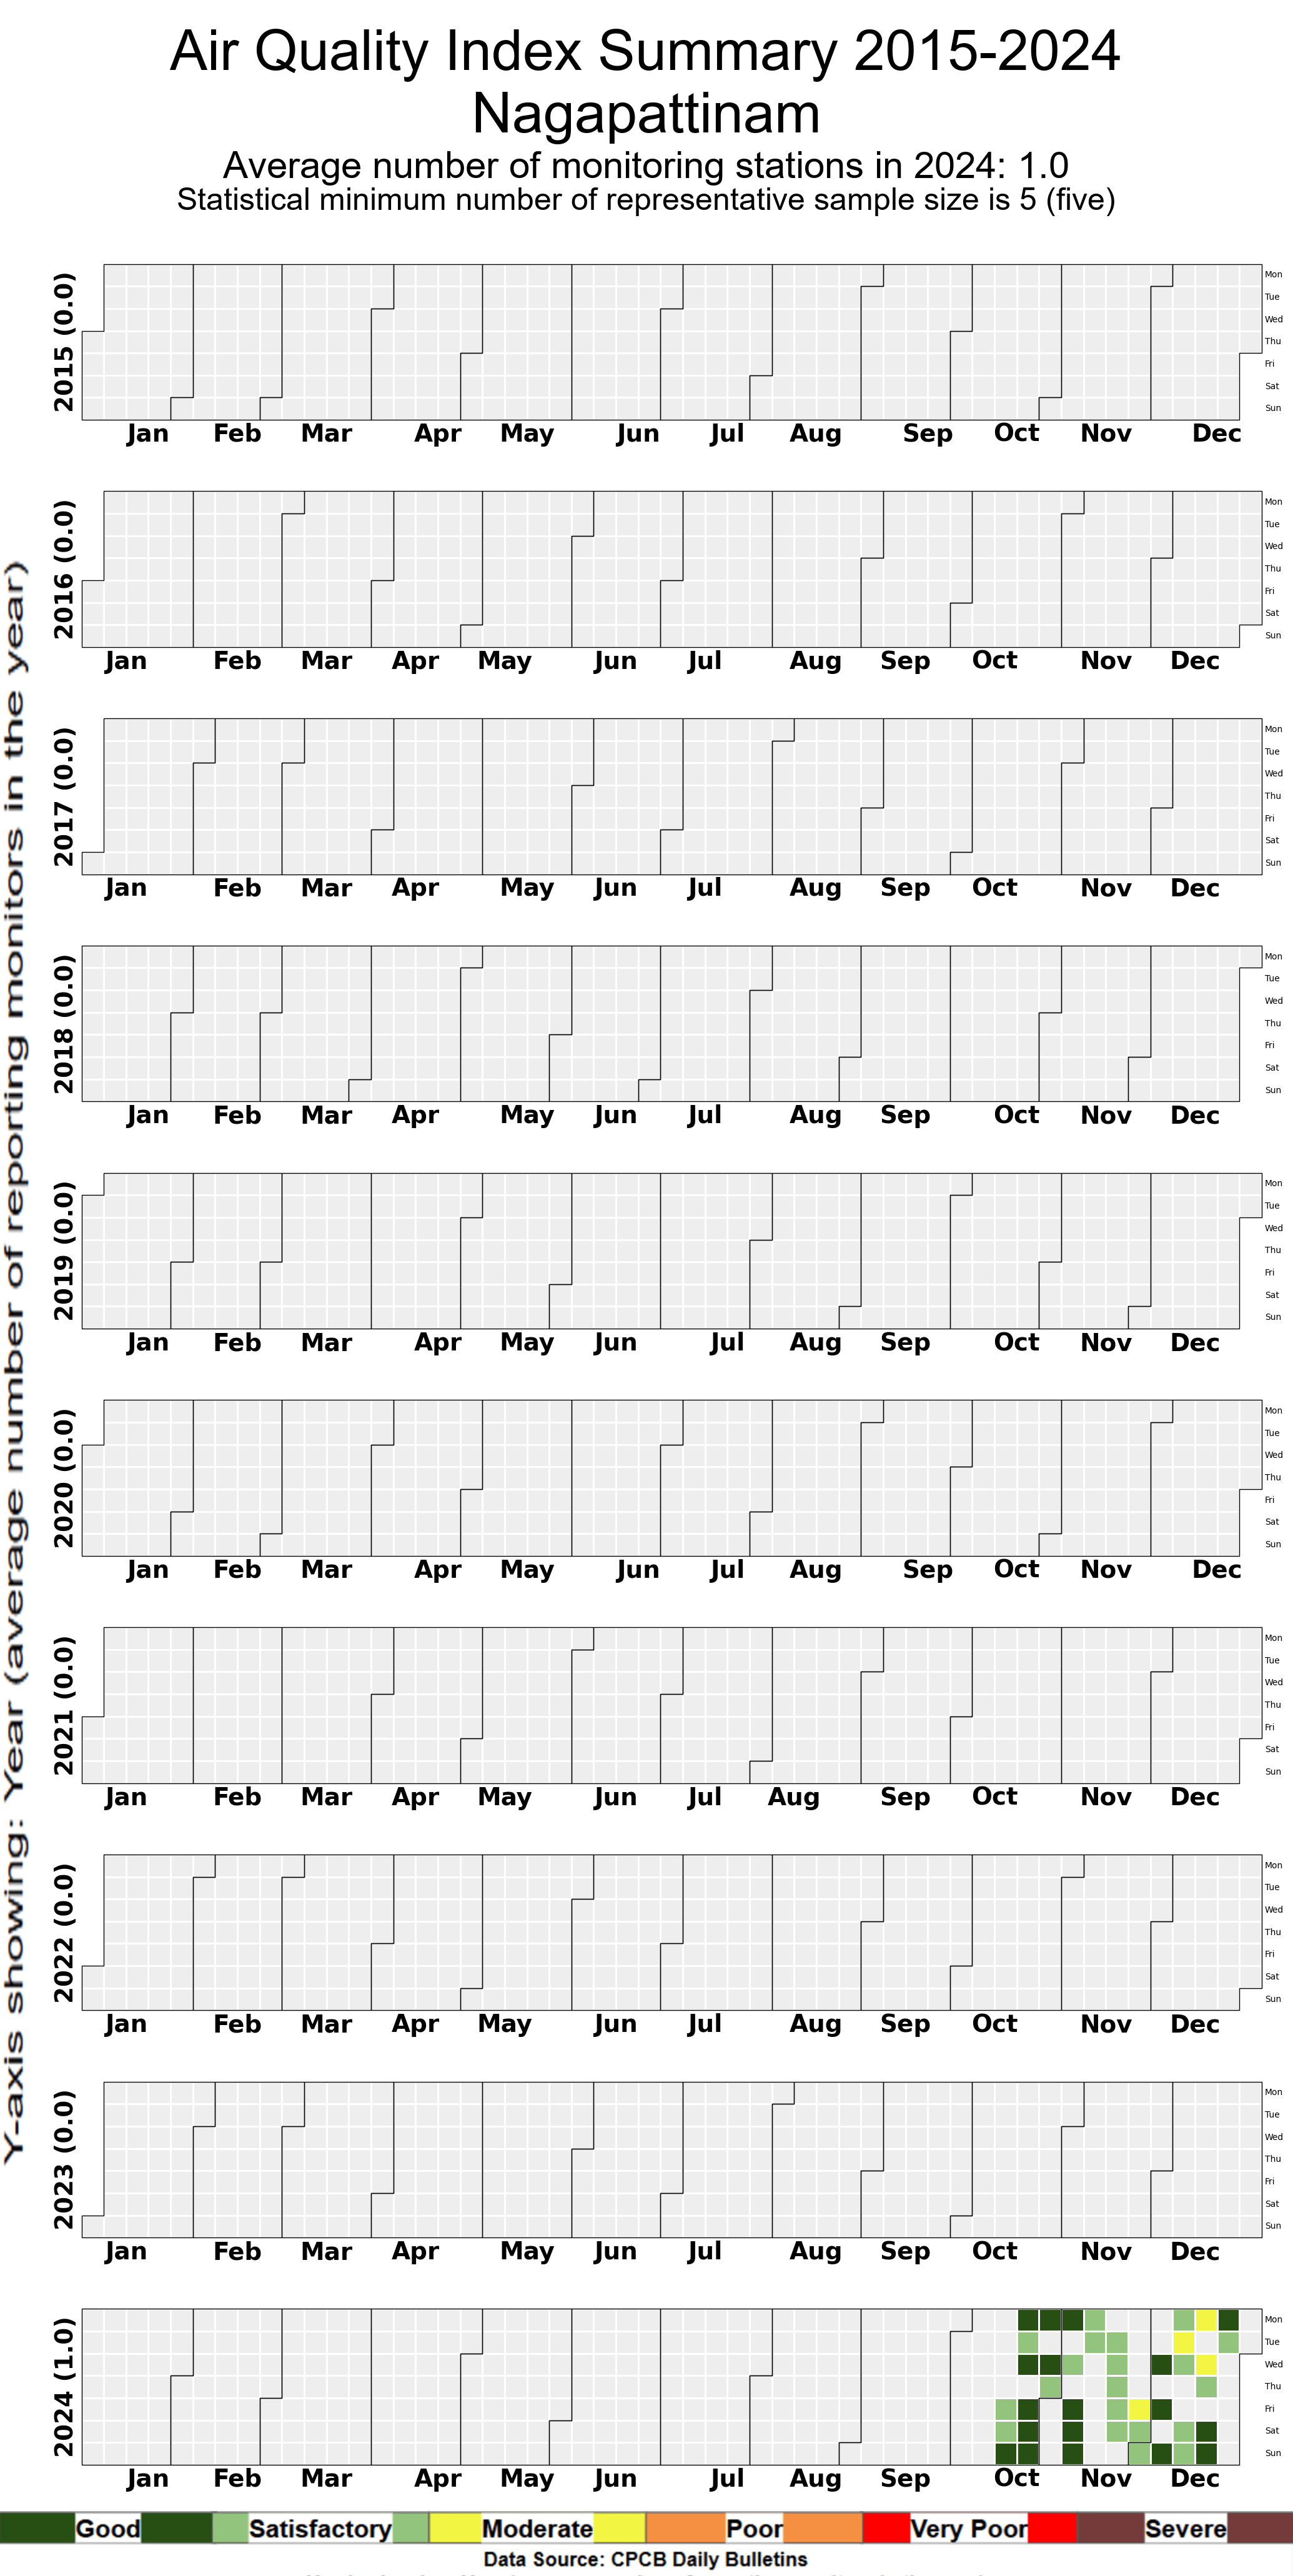 Air Quality Index Summary 2015-2024
Nagapattinam
Average number of monitoring stations in 2024: 1.0
Statistical minimum number of representative sample size is 5 (five)
Y-axis showing: Year (average number of reporting monitors in the year)
2015 (0.0)
Mon
Tue
Wed
Thu
Fri
Sat
Sun
Jan Feb Mar Apr May Jun Jul Aug Sep Oct Nov Dec
2016 (0.0)
Mon
Tue
Wed
Thu
Fri
Sat
Sun
Jan Feb Mar Apr May Jun Jul Aug Sep Oct Nov Dec
2017 (0.0)
Mon
Tue
Wed
Thu
Fri
Sat
Sun
Jan Feb Mar Apr May Jun Jul Aug Sep Oct Nov Dec
2018 (0.0)
Mon
Tue
Wed
Thu
Fri
Sat
Sun
Jan Feb Mar Apr May Jun Jul Aug Sep Oct Nov Dec
2019 (0.0)
Mon
Tue
Wed
Thu
Fri
Sat
Sun
Jan Feb Mar Apr May Jun Jul Aug Sep Oct Nov Dec
2020 (0.0)
Mon
Tue
Wed
Thu
Fri
Sat
Sun
Jan Feb Mar Apr May Jun Jul Aug Sep Oct Nov Dec
2021 (0.0)
Mon
Tue
Wed
Thu
Fri
Sat
Sun
Jan Feb Mar Apr May Jun Jul Aug Sep Oct Nov Dec
2022 (0.0)
Mon
Tue
Wed
Thu
Fri
Sat
Sun
Jan Feb Mar Apr May Jun Jul Aug Sep Oct Nov Dec
2023 (0.0)
Mon
Tue
Wed
Thu
Fri
Sat
Sun
Jan Feb Mar Apr May Jun Jul Aug Sep Oct Nov Dec
2024 (1.0)
Mon
Tue
Wed
Thu
Fri
Sat
Sun
Jan Feb Mar Apr May Jun Jul Aug Sep Oct Nov Dec
Good Satisfactory Moderate Poor Very Poor Severe
Data Source: CPCB Daily Bulletins